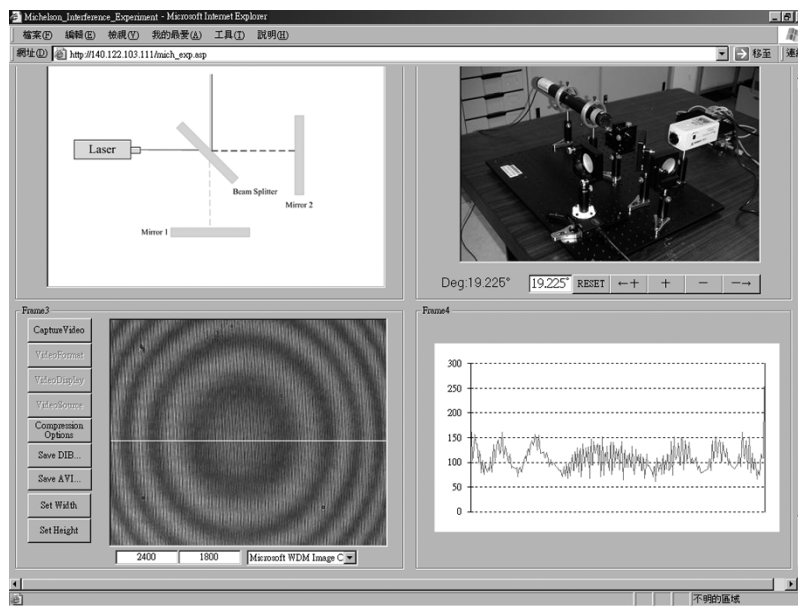 Michelson_Interference_Experiment - Microsoft Internet Explorer
檔案(F) 編輯(E) 檢視(V) 我的最愛(A) 工具(T) 說明(H)
網址(D) http://140.122.103.111/mich_exp.asp 移至
Laser
Beam Splitter
Mirror 2
Mirror 1
Deg:19.225° 19.225° RESET ←+ + − −→
Frame3
CaptureVideo
VideoFormat
VideoDisplay
VideoSource
Compression
Options
Save DIB...
Save AVI...
Set Width
Set Height
2400 1800 Microsoft WDM Image C
Frame4
300
250
200
150
100
50
0
不明的區域